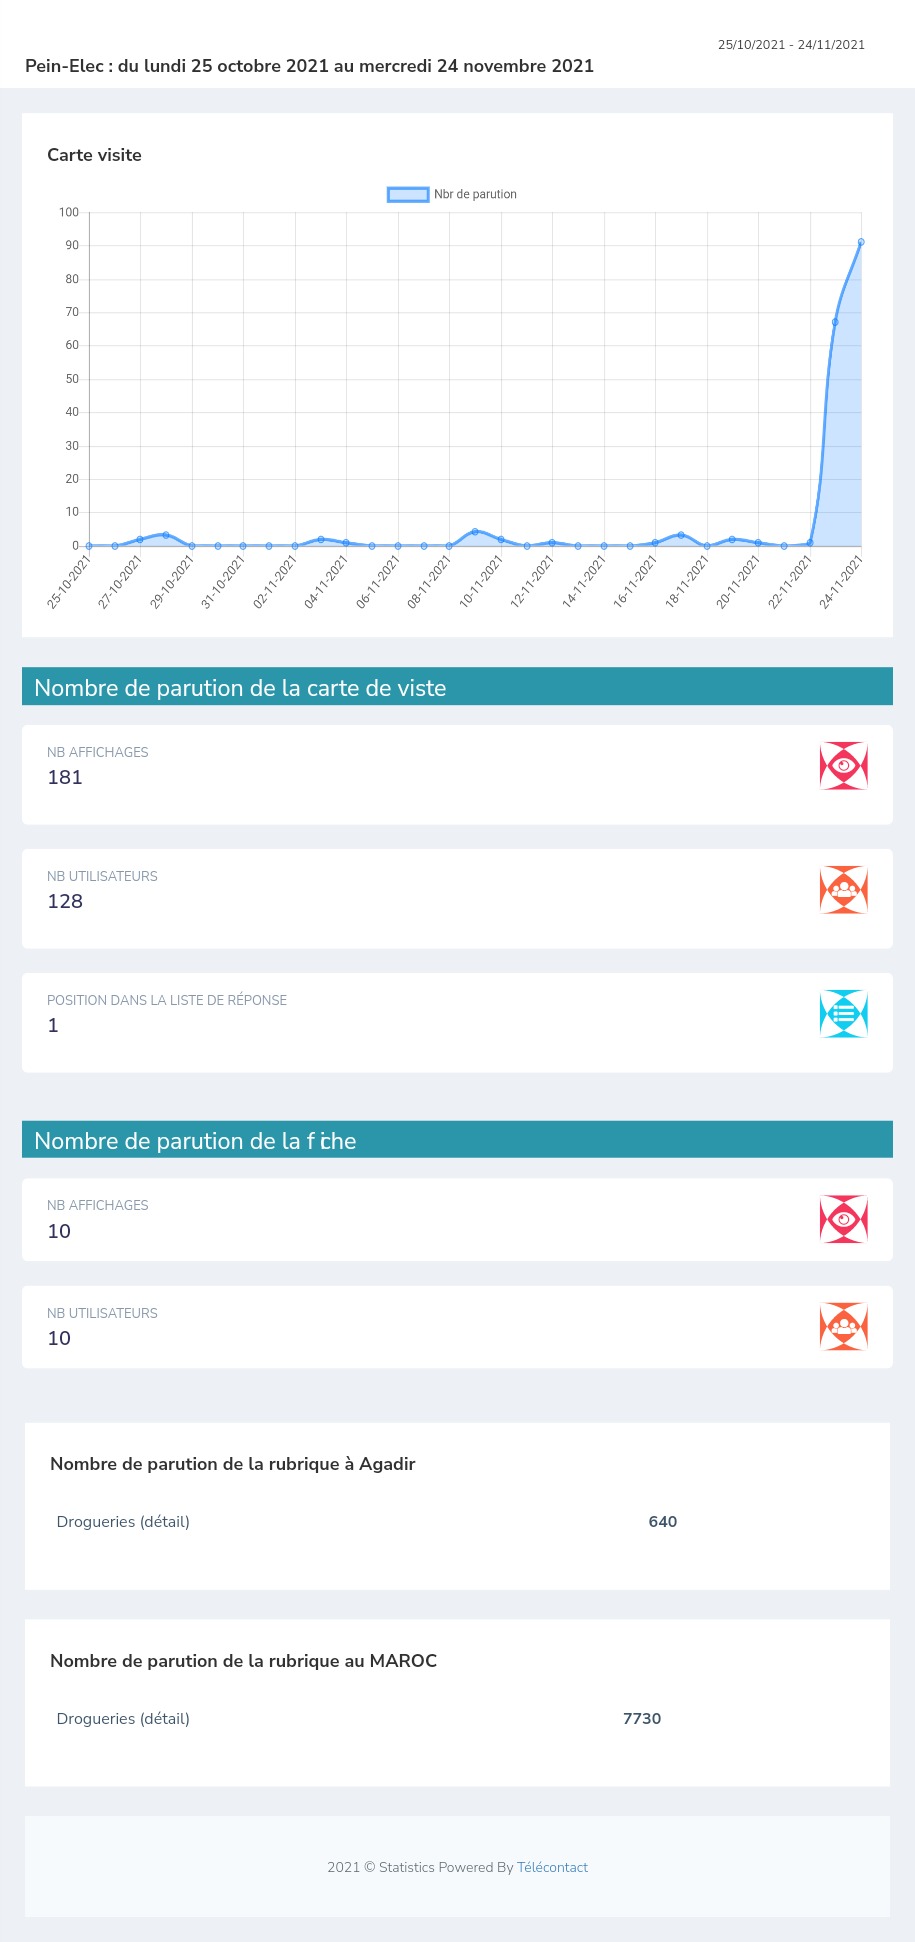 25/10/2021 - 24/11/2021
Pein-Elec : du lundi 25 octobre 2021 au mercredi 24 novembre 2021
Carte visite
Nbr de parution
100
90
80
70
60
50
40
30
20
10
0
25-10-2021
27-10-2021
29-10-2021
31-10-2021
02-11-2021
04-11-2021
06-11-2021
08-11-2021
10-11-2021
12-11-2021
14-11-2021
16-11-2021
18-11-2021
20-11-2021
22-11-2021
24-11-2021
Nombre de parution de la carte de viste
NB AFFICHAGES
181
NB UTILISATEURS
128
POSITION DANS LA LISTE DE RÉPONSE
1
Nombre de parution de la fiche
NB AFFICHAGES
10
NB UTILISATEURS
10
Nombre de parution de la rubrique à Agadir
Drogueries (détail) 640
Nombre de parution de la rubrique au MAROC
Drogueries (détail) 7730
2021 © Statistics Powered By Télécontact